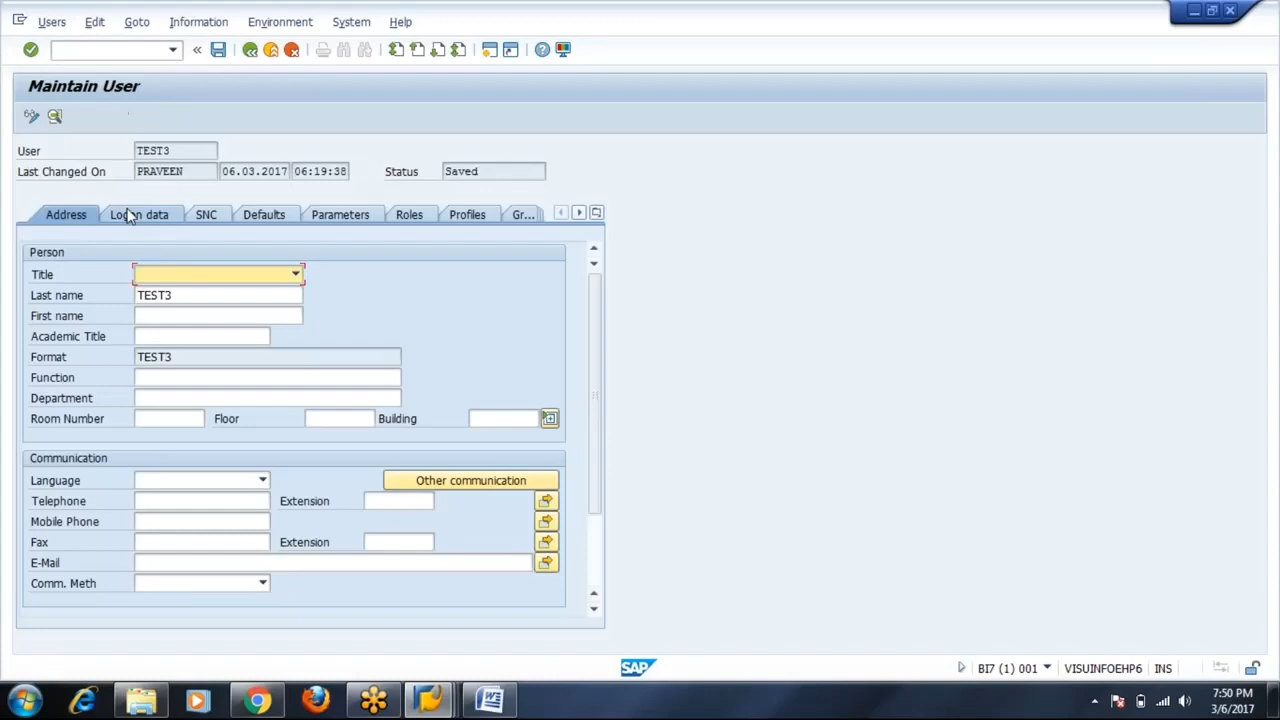 Users Edit Goto Information Environment System Help
Maintain User
User TEST3
Last Changed On PRAVEEN 06.03.2017 06:19:38 Status Saved
Address Logon data SNC Defaults Parameters Roles Profiles Gr...
Person
Title
Last name TEST3
First name
Academic Title
Format TEST3
Function
Department
Room Number Floor Building
Communication
Language Other communication
Telephone Extension
Mobile Phone
Fax Extension
E-Mail
Comm. Meth
SAP BI7 (1) 001 VISUINFOEHP6 INS
7:50 PM
3/6/2017